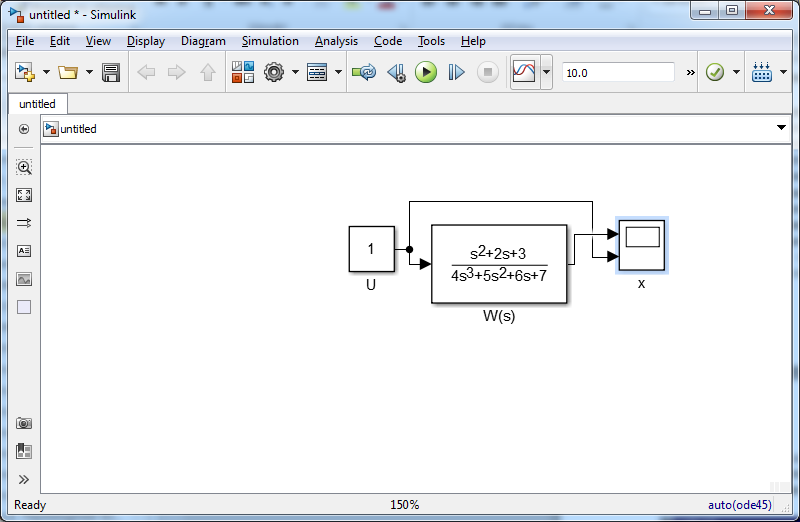 untitled * - Simulink
File Edit View Display Diagram Simulation Analysis Code Tools Help
10.0 »
untitled
untitled
1
U
s²+2s+3
4s³+5s²+6s+7
W(s)
x
Ready 150% auto(ode45)